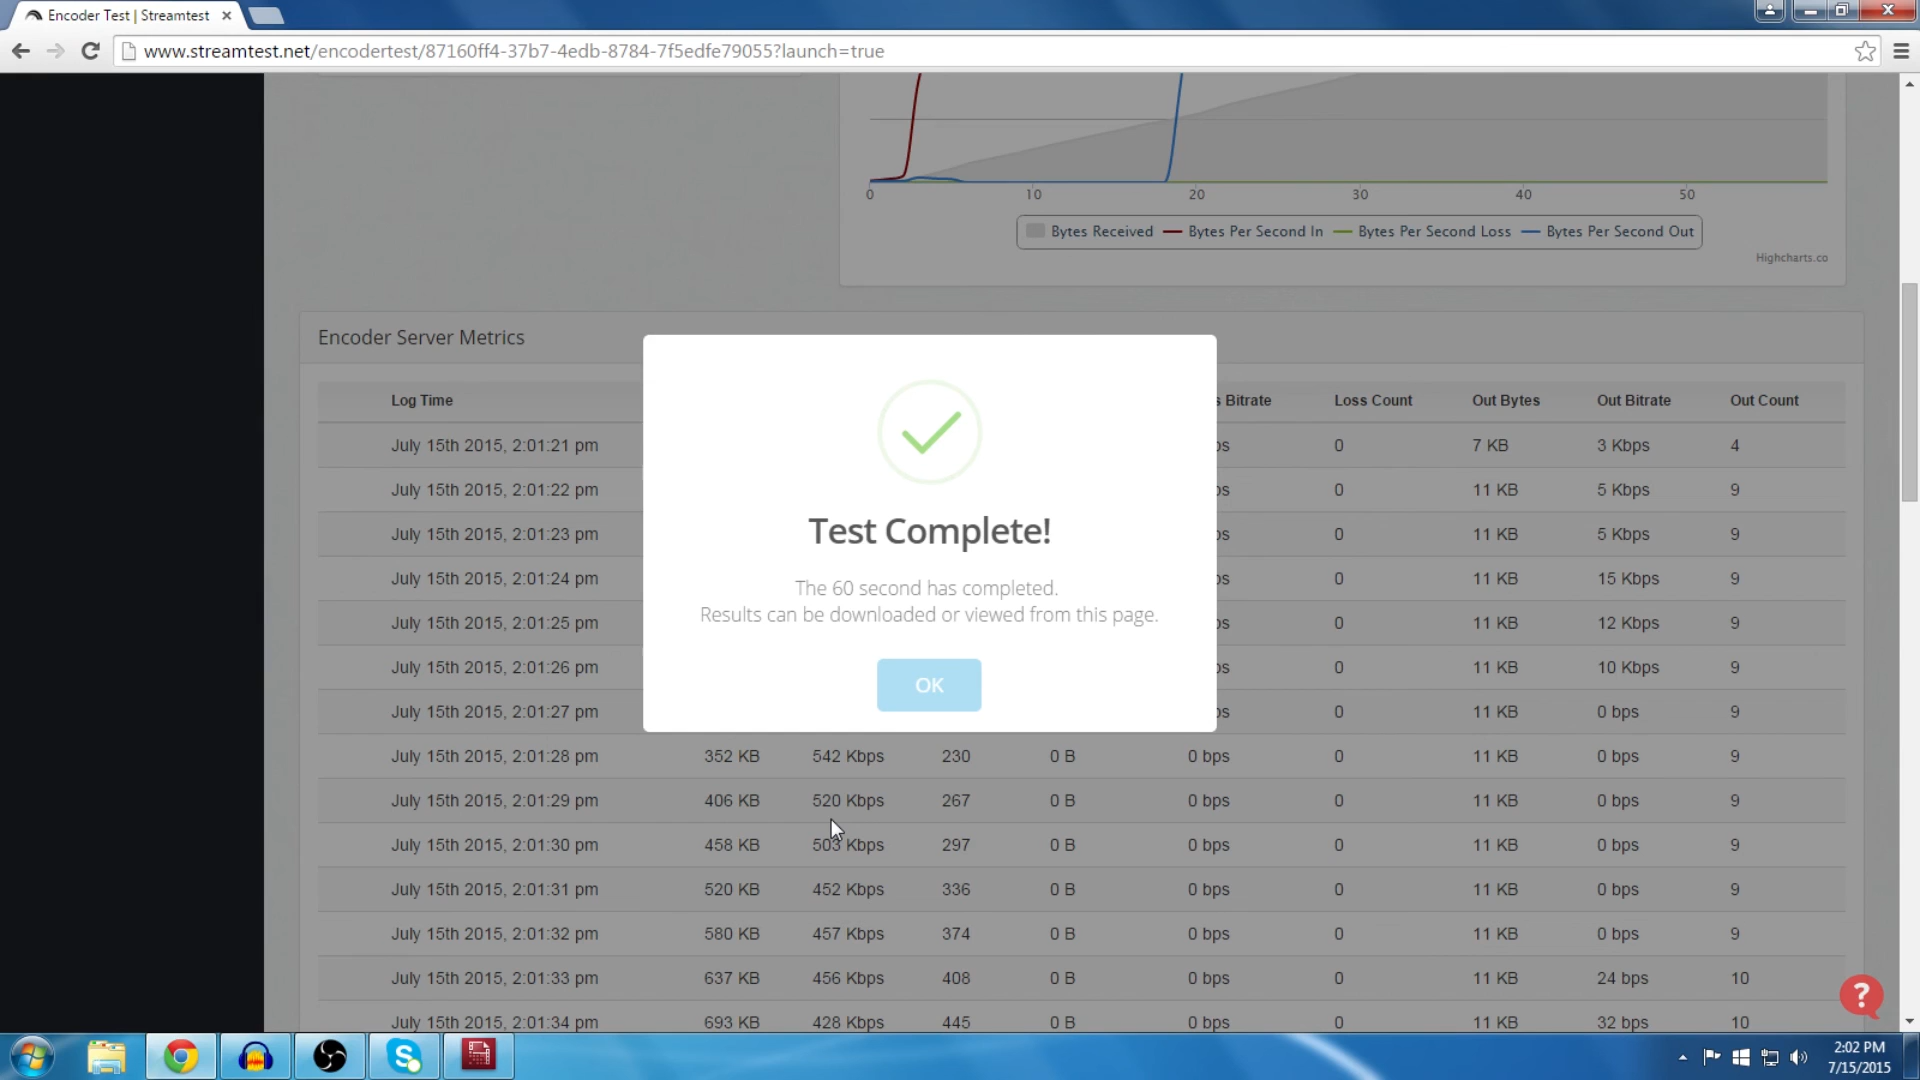 Encoder Test | Streamtest
www.streamtest.net/encodertest/87160ff4-37b7-4edb-8784-7f5edfe79055?launch=true
0 10 20 30 40 50
Bytes Received Bytes Per Second In Bytes Per Second Loss Bytes Per Second Out
Highcharts.co
Encoder Server Metrics
Log Time Bitrate Loss Count Out Bytes Out Bitrate Out Count
July 15th 2015, 2:01:21 pm 0 7 KB 3 Kbps 4
July 15th 2015, 2:01:22 pm 0 11 KB 5 Kbps 9
July 15th 2015, 2:01:23 pm 0 11 KB 5 Kbps 9
July 15th 2015, 2:01:24 pm 0 11 KB 15 Kbps 9
July 15th 2015, 2:01:25 pm 0 11 KB 12 Kbps 9
July 15th 2015, 2:01:26 pm 0 11 KB 10 Kbps 9
July 15th 2015, 2:01:27 pm 0 11 KB 0 bps 9
Test Complete!
The 60 second has completed.
Results can be downloaded or viewed from this page.
OK
July 15th 2015, 2:01:28 pm 352 KB 542 Kbps 230 0 B 0 bps 0 11 KB 0 bps 9
July 15th 2015, 2:01:29 pm 406 KB 520 Kbps 267 0 B 0 bps 0 11 KB 0 bps 9
July 15th 2015, 2:01:30 pm 458 KB 503 Kbps 297 0 B 0 bps 0 11 KB 0 bps 9
July 15th 2015, 2:01:31 pm 520 KB 452 Kbps 336 0 B 0 bps 0 11 KB 0 bps 9
July 15th 2015, 2:01:32 pm 580 KB 457 Kbps 374 0 B 0 bps 0 11 KB 0 bps 9
July 15th 2015, 2:01:33 pm 637 KB 456 Kbps 408 0 B 0 bps 0 11 KB 24 bps 10
July 15th 2015, 2:01:34 pm 693 KB 428 Kbps 445 0 B 0 bps 0 11 KB 32 bps 10
?
2:02 PM
7/15/2015